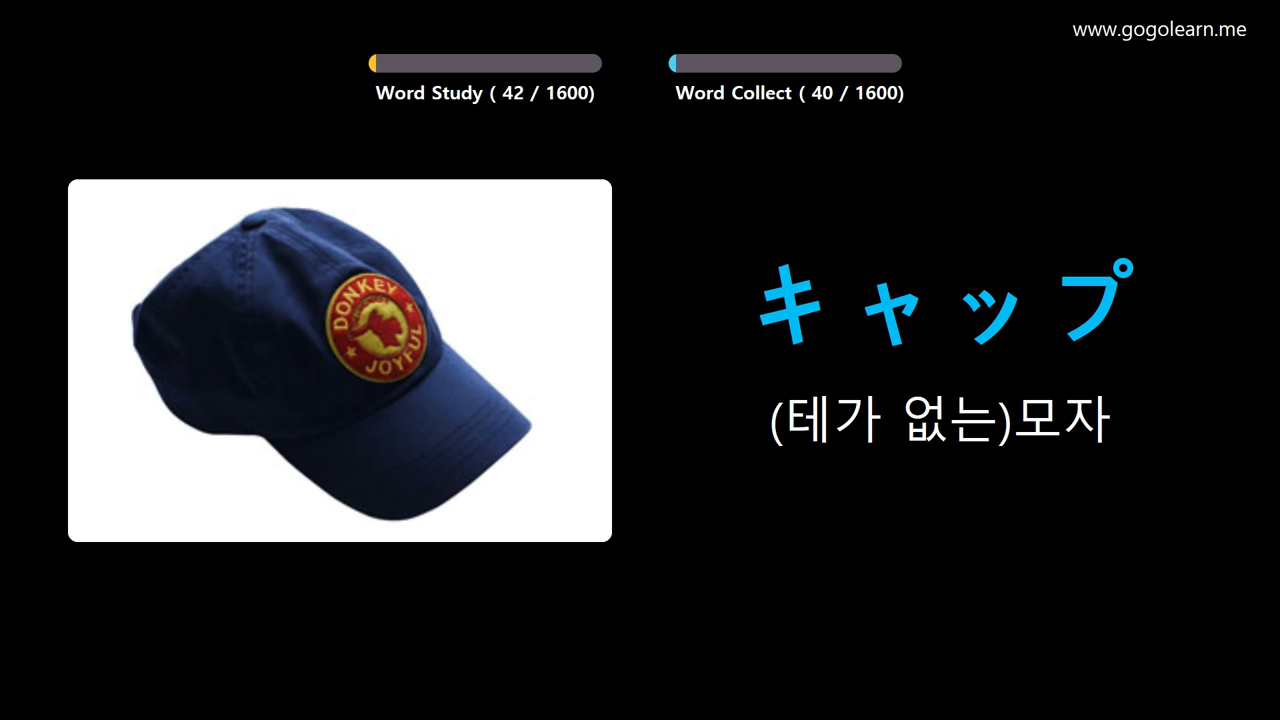 www.gogolearn.me
Word Study ( 42 / 1600)
Word Collect ( 40 / 1600)
DONKEY
JOYFUL
キャップ
(테가 없는)모자